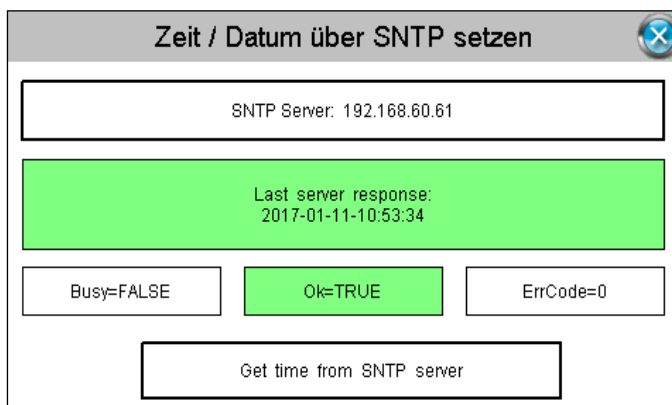 Zeit / Datum über SNTP setzen
SNTP Server: 192.168.60.61
Last server response:
2017-01-11-10:53:34
Busy=FALSE
Ok=TRUE
ErrCode=0
Get time from SNTP server